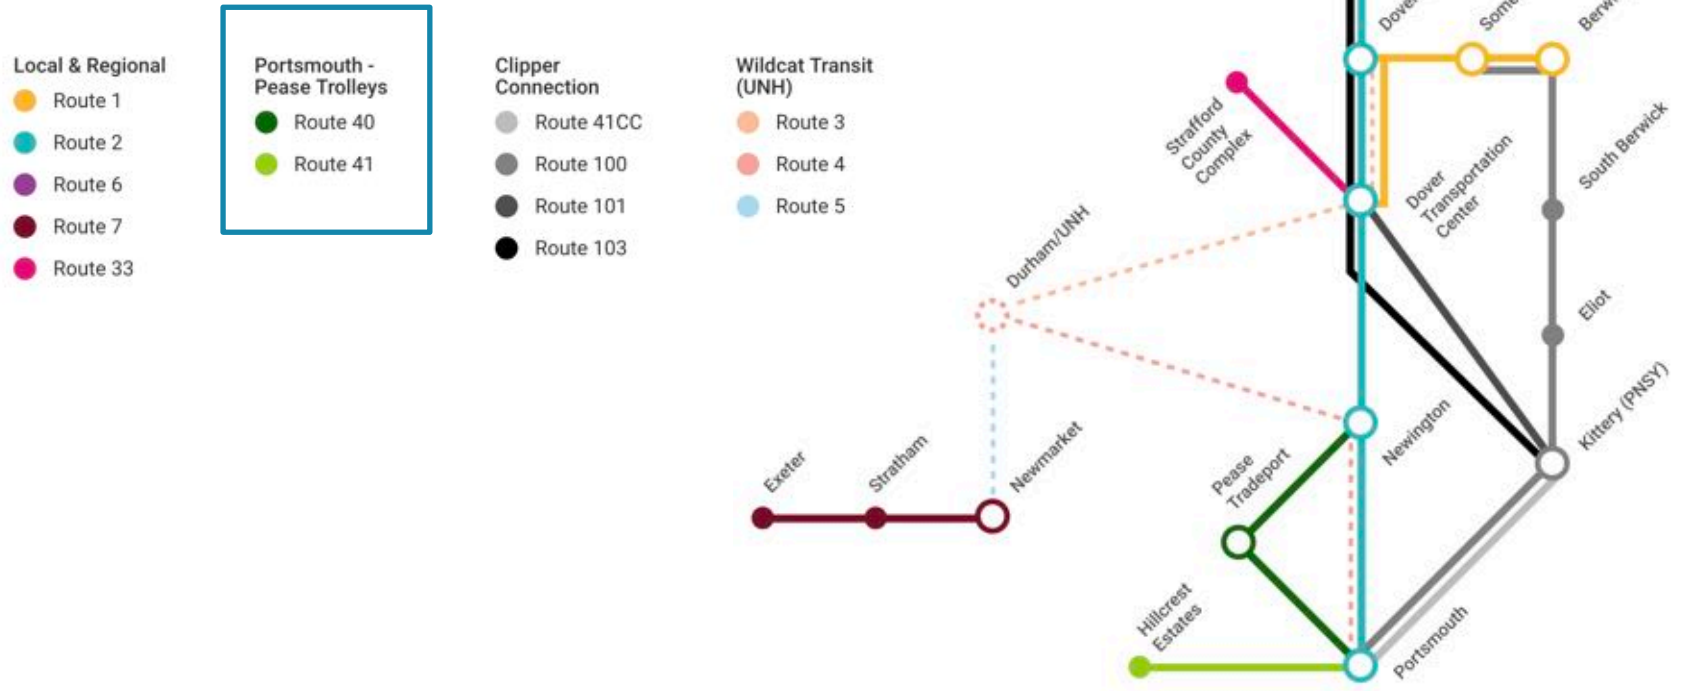 Local & Regional
Route 1
Route 2
Route 6
Route 7
Route 33
Portsmouth -
Pease Trolleys
Route 40
Route 41
Clipper
Connection
Route 41CC
Route 100
Route 101
Route 103
Wildcat Transit
(UNH)
Route 3
Route 4
Route 5
Strafford
County
Complex
Dover
Transportation
Center
South Berwick
Durham/UNH
Eliot
Kittery (PNSY)
Newington
Exeter
Stratham
Newmarket
Pease
Tradeport
Hillcrest
Estates
Portsmouth